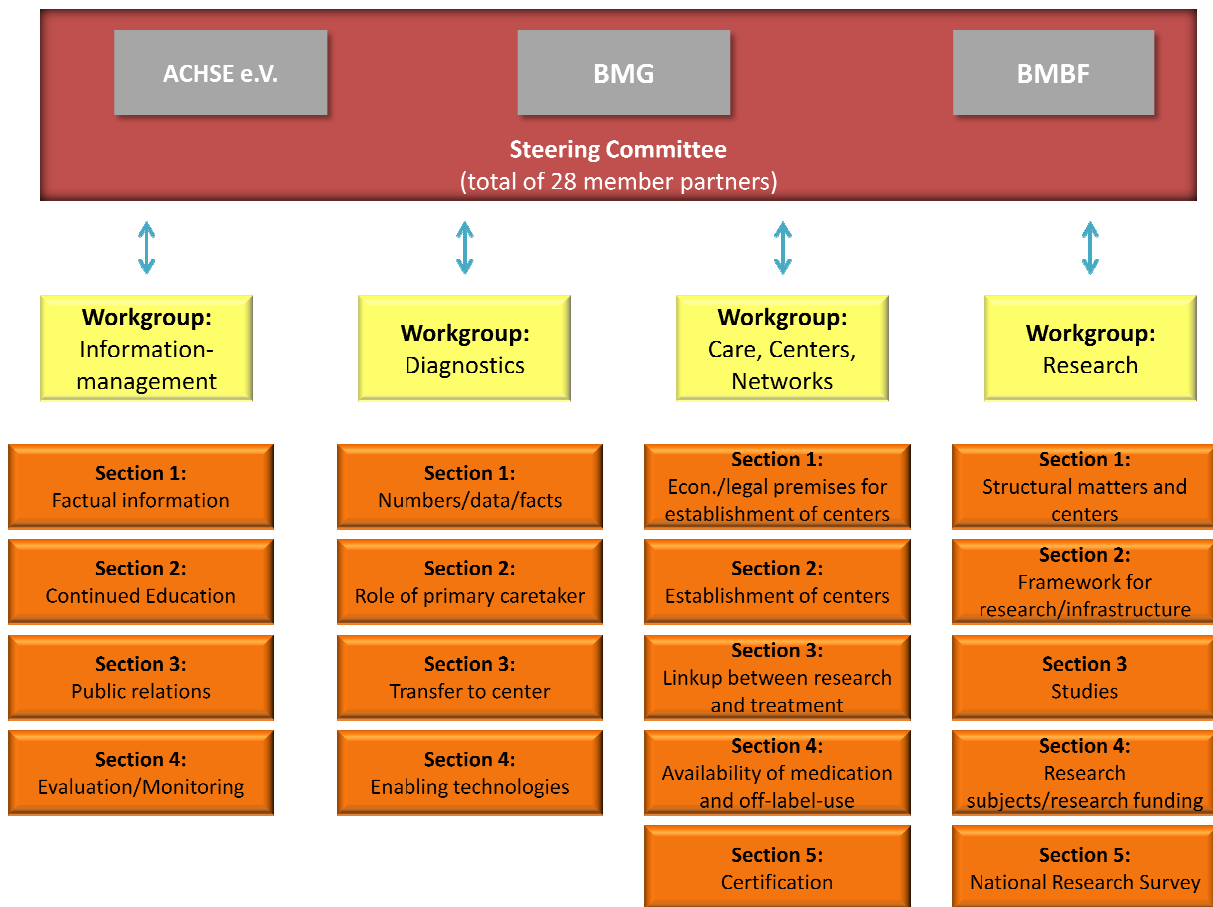 ACHSE e.V.
BMG
BMBF
Steering Committee
(total of 28 member partners)
Workgroup:
Information-
management
Workgroup:
Diagnostics
Workgroup:
Care, Centers,
Networks
Workgroup:
Research
Section 1:
Factual information
Section 2:
Continued Education
Section 3:
Public relations
Section 4:
Evaluation/Monitoring
Section 1:
Numbers/data/facts
Section 2:
Role of primary caretaker
Section 3:
Transfer to center
Section 4:
Enabling technologies
Section 1:
Econ./legal premises for
establishment of centers
Section 2:
Establishment of centers
Section 3:
Linkup between research
and treatment
Section 4:
Availability of medication
and off-label-use
Section 5:
Certification
Section 1:
Structural matters and
centers
Section 2:
Framework for
research/infrastructure
Section 3
Studies
Section 4:
Research
subjects/research funding
Section 5:
National Research Survey